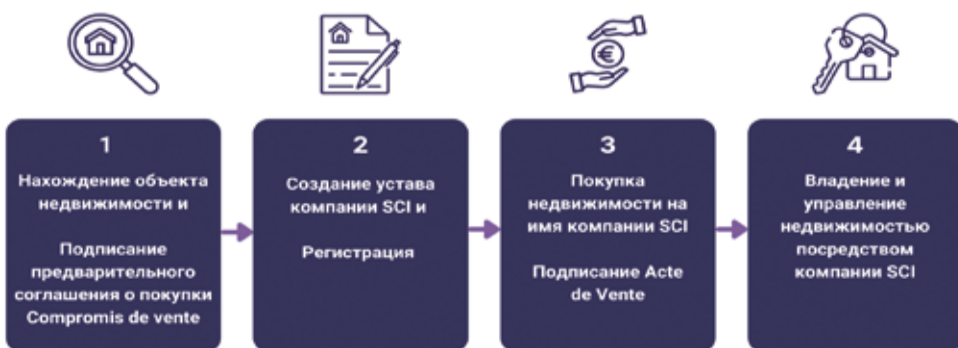 1
Нахождение объекта
недвижимости и
Подписание
предварительного
соглашения о покупки
Compromis de vente
2
Создание устава
компании SCI и
Регистрация
3
Покупка
недвижимости на
имя компании SCI
Подписание Acte
de Vente
4
Владение и
управление
недвижимостью
посредством
компании SCI